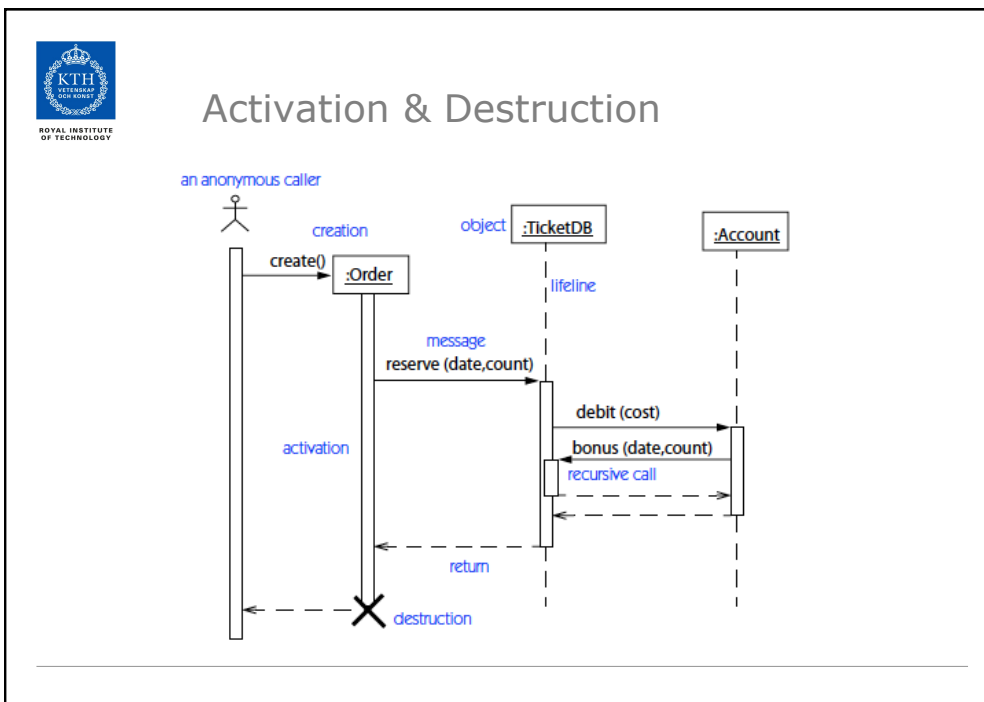 KTH
VETENSKAP
OCH KONST
ROYAL INSTITUTE
OF TECHNOLOGY
Activation & Destruction
an anonymous caller
creation
object
:TicketDB
:Account
create()
:Order
lifeline
message
reserve (date,count)
debit (cost)
activation
bonus (date,count)
recursive call
return
destruction